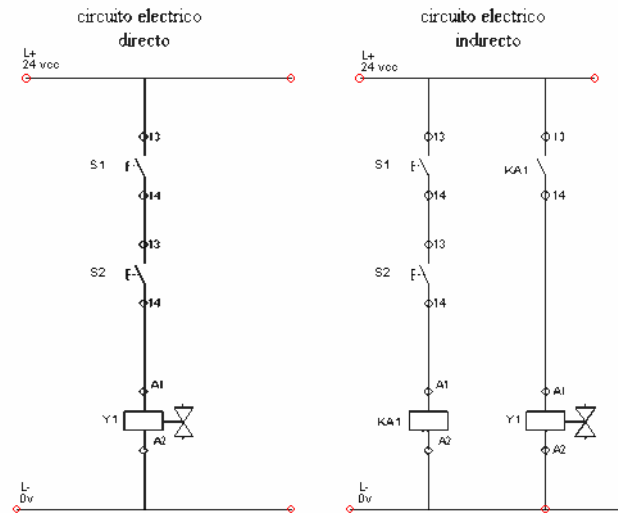 circuito electrico
directo
L+
24 vcc
13
S1
14
13
S2
14
A1
Y1
A2
L-
0v
circuito electrico
indirecto
L+
24 vcc
13
13
S1
KA1
14
14
13
S2
14
A1
A1
KA1
Y1
A2
A2
L-
0v